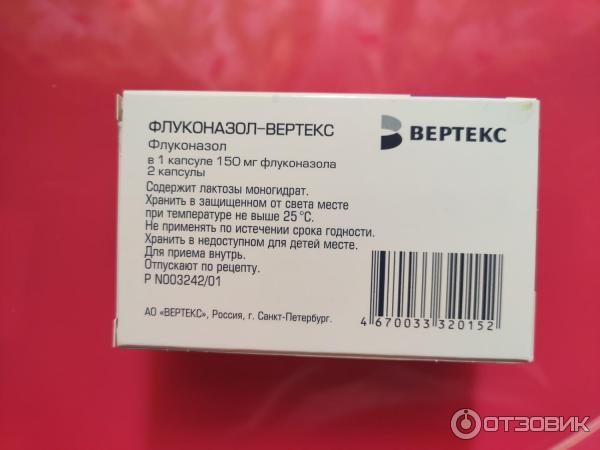 ФЛУКОНАЗОЛ-ВЕРТЕКС
Флуконазол
в 1 капсуле 150 мг флуконазола
2 капсулы
Содержит лактозы моногидрат.
Хранить в защищенном от света месте
при температуре не выше 25 °С.
Не применять по истечении срока годности.
Хранить в недоступном для детей месте.
Для приема внутрь.
Отпускают по рецепту.
Р N003242/01
АО «ВЕРТЕКС», Россия, г. Санкт-Петербург.
ВЕРТЕКС
4 670033 320152
ОТЗОВИК